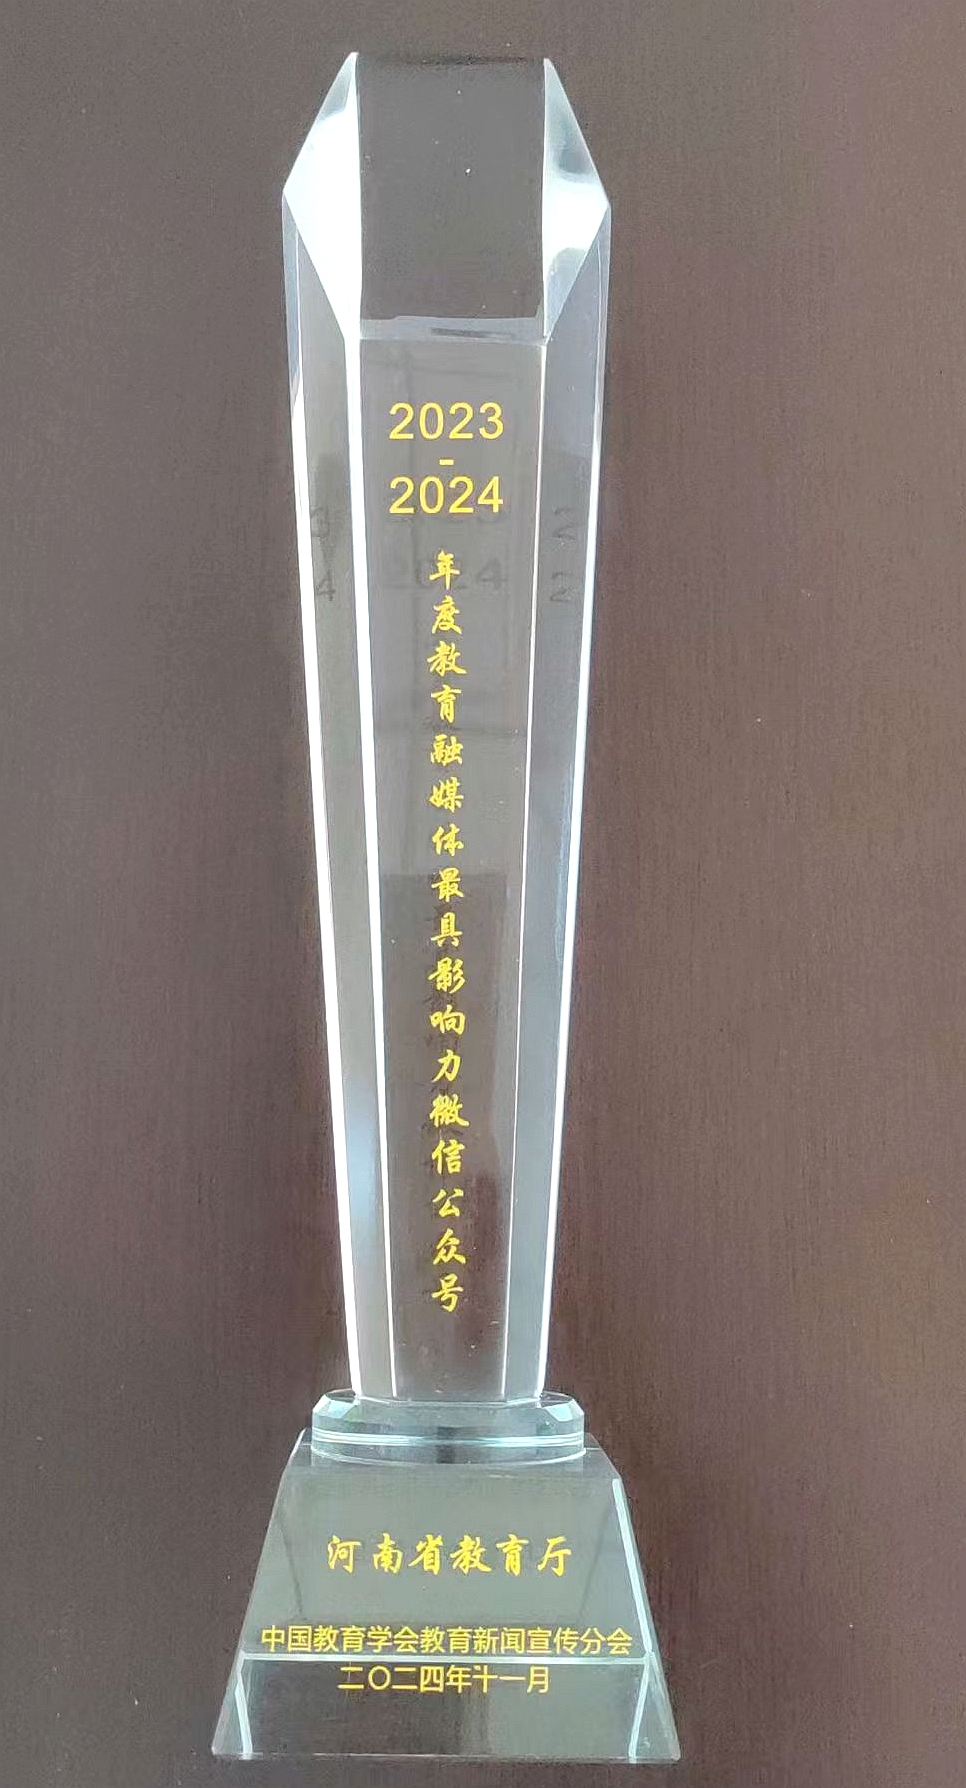 2023
-
2024
年度教育融媒体最具影响力微信公众号
河南省教育厅
中国教育学会教育新闻宣传分会
二〇二四年十一月